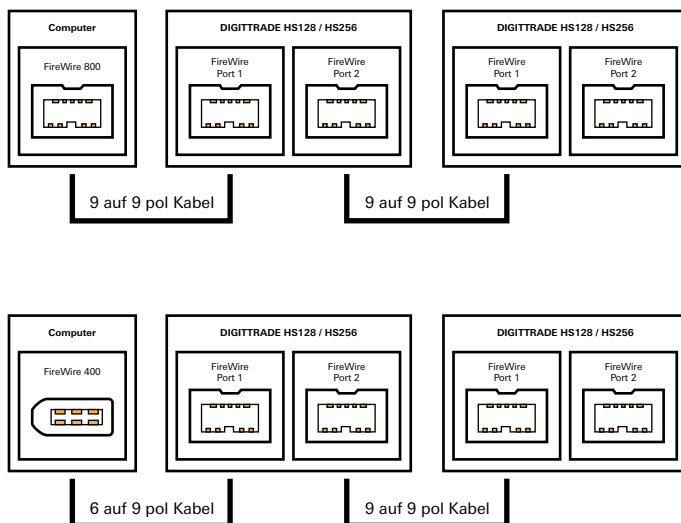 Computer
FireWire 800
DIGITTRADE HS128 / HS256
FireWire
Port 1
FireWire
Port 2
DIGITTRADE HS128 / HS256
FireWire
Port 1
FireWire
Port 2
9 auf 9 pol Kabel
9 auf 9 pol Kabel
Computer
FireWire 400
DIGITTRADE HS128 / HS256
FireWire
Port 1
FireWire
Port 2
DIGITTRADE HS128 / HS256
FireWire
Port 1
FireWire
Port 2
6 auf 9 pol Kabel
9 auf 9 pol Kabel